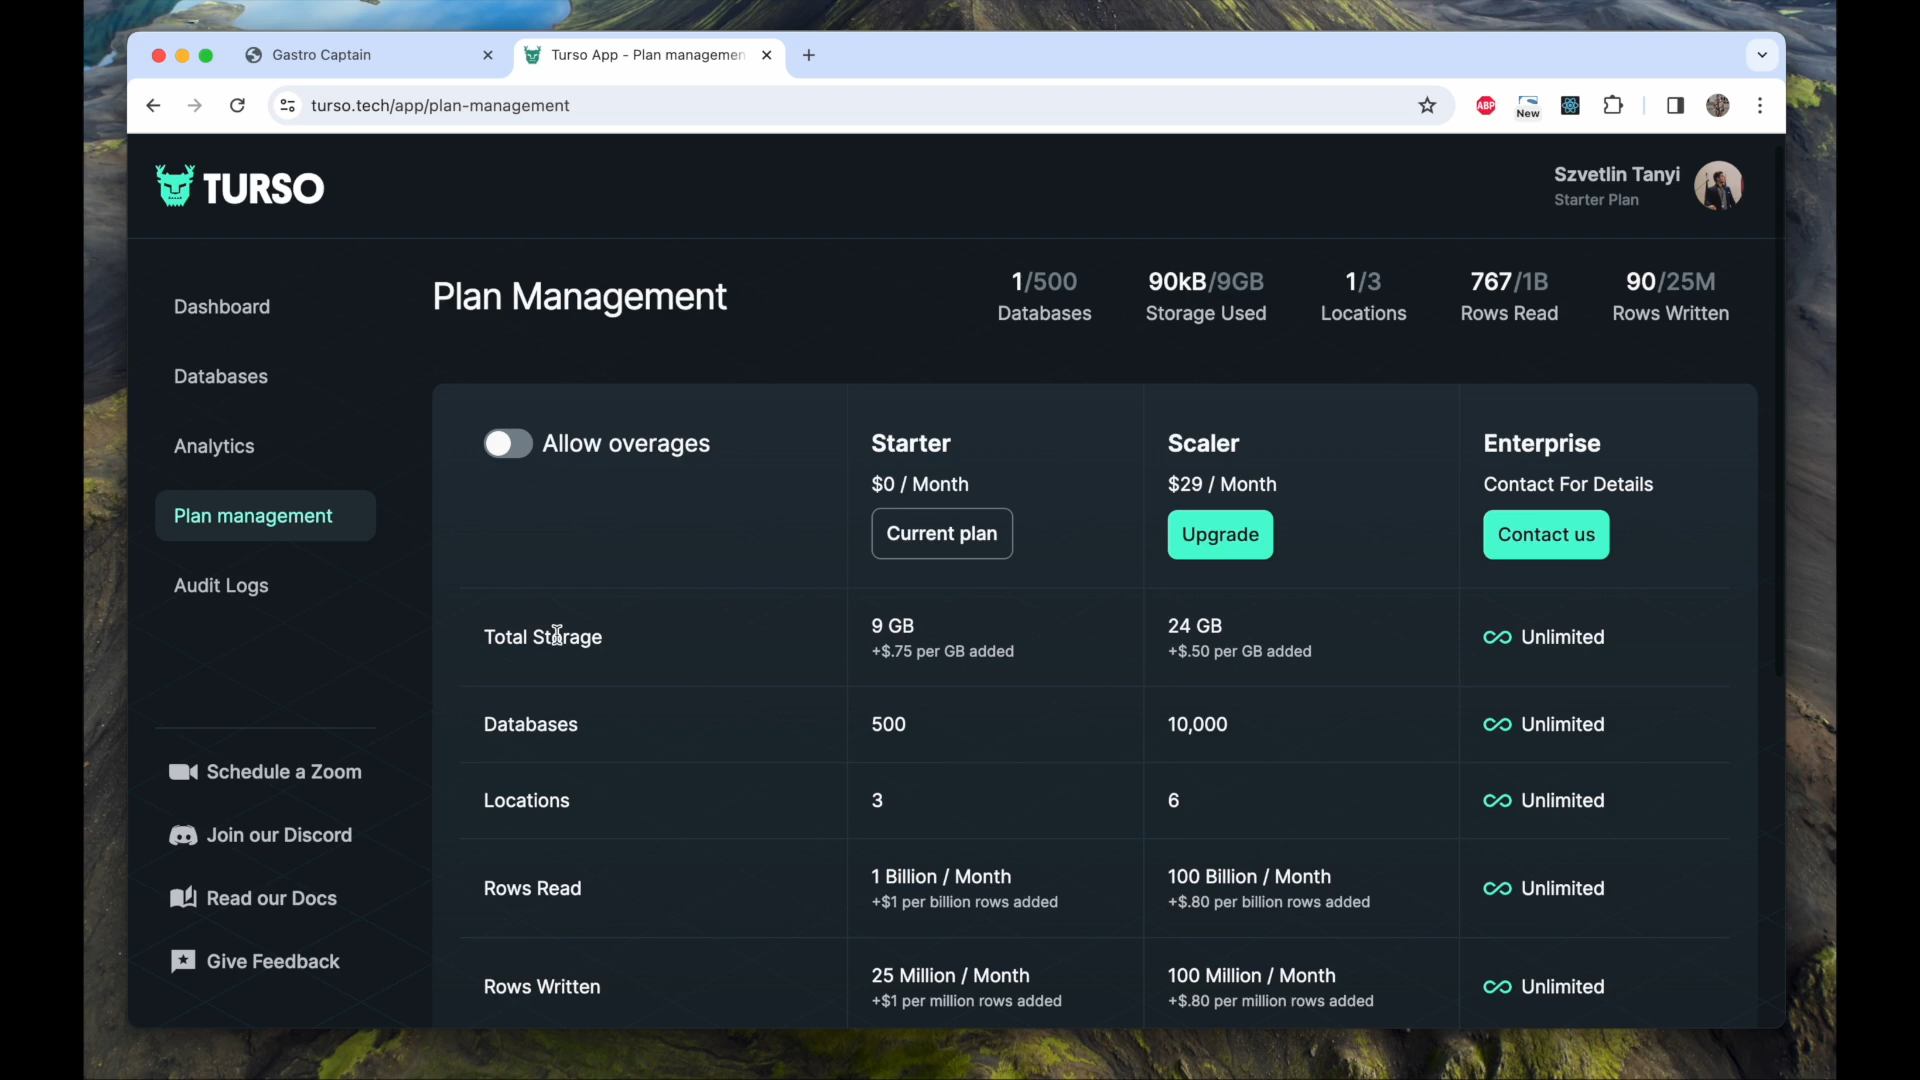 Gastro Captain
Turso App - Plan managemen
turso.tech/app/plan-management
ABP
New
TURSO
Szvetlin Tanyi
Starter Plan
Dashboard
Databases
Analytics
Plan management
Audit Logs
Schedule a Zoom
Join our Discord
Read our Docs
Give Feedback
Plan Management
1/500
Databases
90kB/9GB
Storage Used
1/3
Locations
767/1B
Rows Read
90/25M
Rows Written
Allow overages
Starter
$0 / Month
Current plan
Scaler
$29 / Month
Upgrade
Enterprise
Contact For Details
Contact us
Total Storage
9 GB
+$.75 per GB added
24 GB
+$.50 per GB added
Unlimited
Databases
500
10,000
Unlimited
Locations
3
6
Unlimited
Rows Read
1 Billion / Month
+$1 per billion rows added
100 Billion / Month
+$.80 per billion rows added
Unlimited
Rows Written
25 Million / Month
+$1 per million rows added
100 Million / Month
+$.80 per million rows added
Unlimited